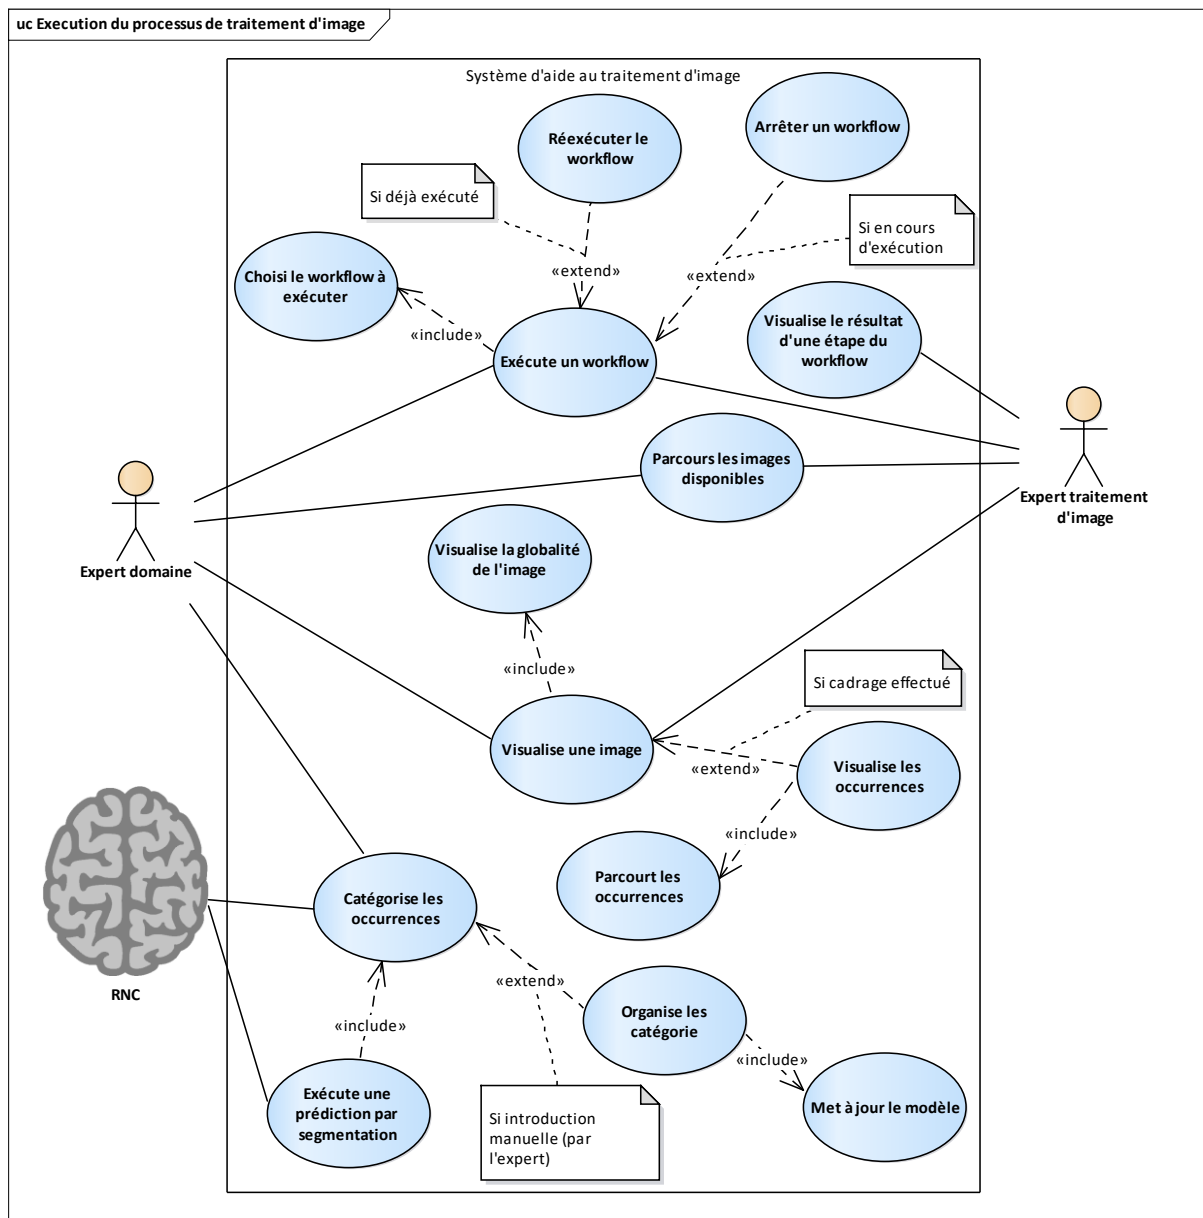 uc Execution du processus de traitement d'image
Système d'aide au traitement d'image
Réexécuter le
workflow
Arrêter un workflow
Si déjà exécuté
Si en cours
d'exécution
Choisi le workflow à
exécuter
«extend»
«extend»
«include»
Visualise le résultat
d'une étape du
workflow
Exécute un workflow
Parcours les images
disponibles
Expert traitement
d'image
Expert domaine
Visualise la globalité
de l'image
«include»
Si cadrage effectué
Visualise une image
«extend»
Visualise les
occurrences
«include»
Parcourt les
occurrences
Catégorise les
occurrences
RNC
«extend»
«include»
Organise les
catégorie
«include»
Exécute une
prédiction par
segmentation
Si introduction
manuelle (par
l'expert)
Met à jour le modèle